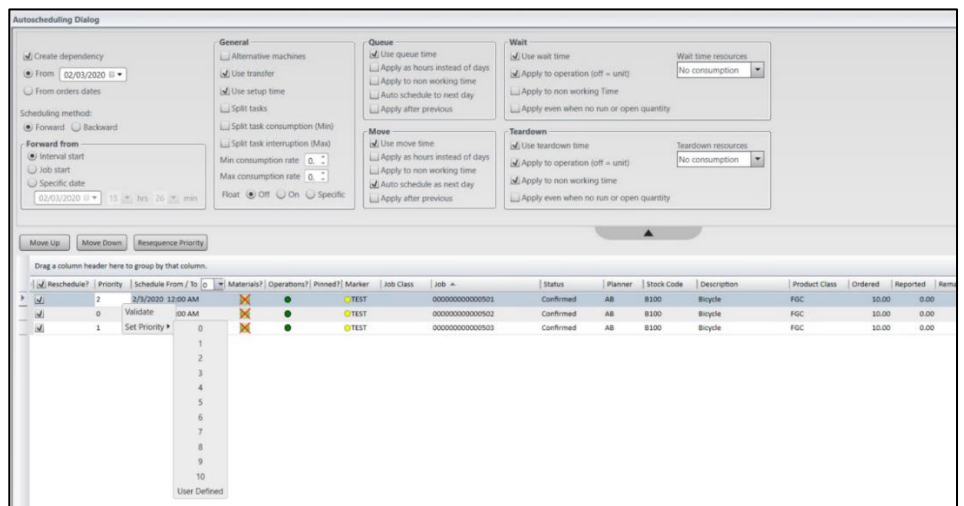 Autoscheduling Dialog
Create dependency
From 02/03/2020
From orders dates
Scheduling method:
Forward Backward
Forward from
Interval start
Job start
Specific date
02/03/2020 15 hrs 26 min
General
Alternative machines
Use transfer
Use setup time
Split tasks
Split task consumption (Min)
Split task interruption (Max)
Min consumption rate 0.
Max consumption rate 0.
Float Off On Specific
Queue
Use queue time
Apply as hours instead of days
Apply to non working time
Auto schedule to next day
Apply after previous
Move
Use move time
Apply as hours instead of days
Apply to non working time
Auto schedule as next day
Apply after previous
Wait
Use wait time
Apply to operation (off = unit)
Apply to non working Time
Apply even when no run or open quantity
Wait time resources
No consumption
Teardown
Use teardown time
Apply to operation (off = unit)
Apply to non working time
Apply even when no run or open quantity
Teardown resources
No consumption
Move Up Move Down Resequence Priority
Drag a column header here to group by that column.
Reschedule? Priority Schedule From / To 0 Materials? Operations? Pinned? Marker Job Class Job Status Planner Stock Code Description Product Class Ordered Reported Rema
2 2/3/2020 12:00 AM TEST 000000000000501 Confirmed AB B100 Bicycle FGC 10.00 0.00
0 :00 AM TEST 000000000000502 Confirmed AB B100 Bicycle FGC 10.00 0.00
1 TEST 000000000000503 Confirmed AB B100 Bicycle FGC 10.00 0.00
Validate
Set Priority
0
1
2
3
4
5
6
7
8
9
10
User Defined